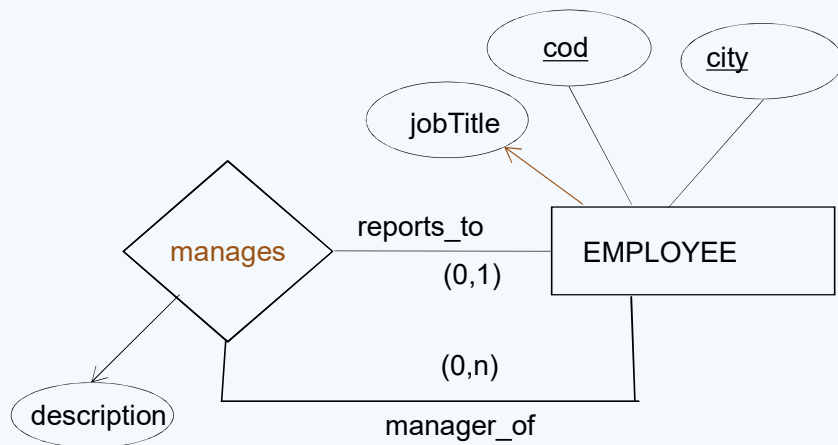 cod
city
jobTitle
reports_to
manages
EMPLOYEE
(0,1)
(0,n)
description
manager_of